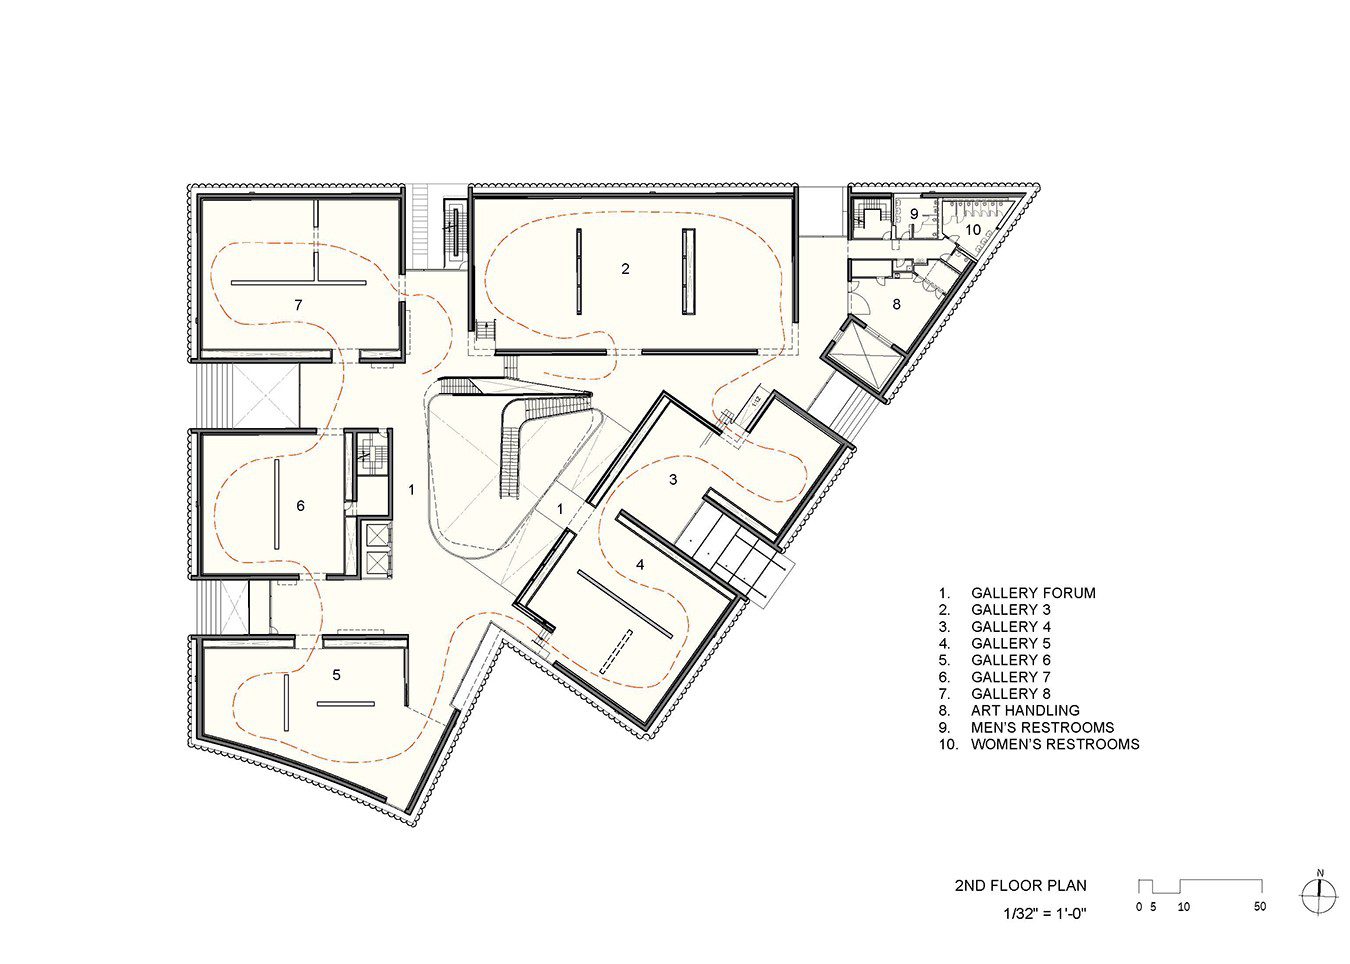 9
10
2
7
8
3
1
6
1
4
5
1:12
1. GALLERY FORUM
2. GALLERY 3
3. GALLERY 4
4. GALLERY 5
5. GALLERY 6
6. GALLERY 7
7. GALLERY 8
8. ART HANDLING
9. MEN'S RESTROOMS
10. WOMEN'S RESTROOMS
2ND FLOOR PLAN
1/32" = 1'-0"
0 5 10 50
N